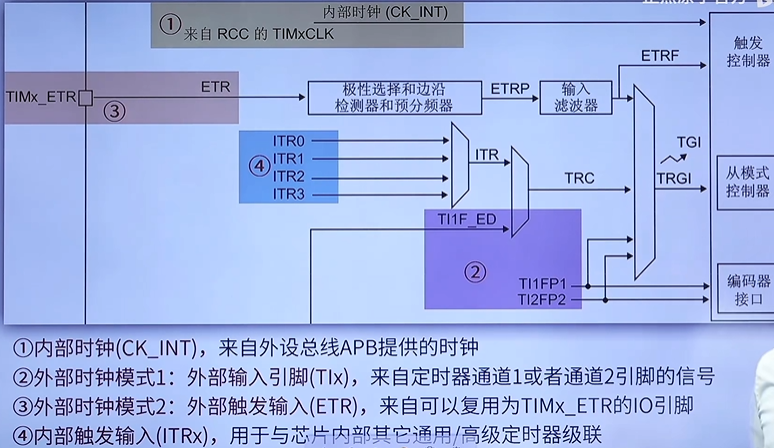 内部时钟 (CK_INT)
① 来自 RCC 的 TIMxCLK
触发
控制器
ETRF
TIMx_ETR
ETR
③
极性选择和边沿
检测器和预分频器
ETRP
输入
滤波器
ITR0
④
ITR1
ITR2
ITR3
ITR
TGI
TRC
TRGI
从模式
控制器
TI1F_ED
②
TI1FP1
TI2FP2
编码器
接口
①内部时钟(CK_INT)，来自外设总线APB提供的时钟
②外部时钟模式1：外部输入引脚(TIx)，来自定时器通道1或者通道2引脚的信号
③外部时钟模式2：外部触发输入(ETR)，来自可以复用为TIMx_ETR的IO引脚
④内部触发输入(ITRx)，用于与芯片内部其它通用/高级定时器级联